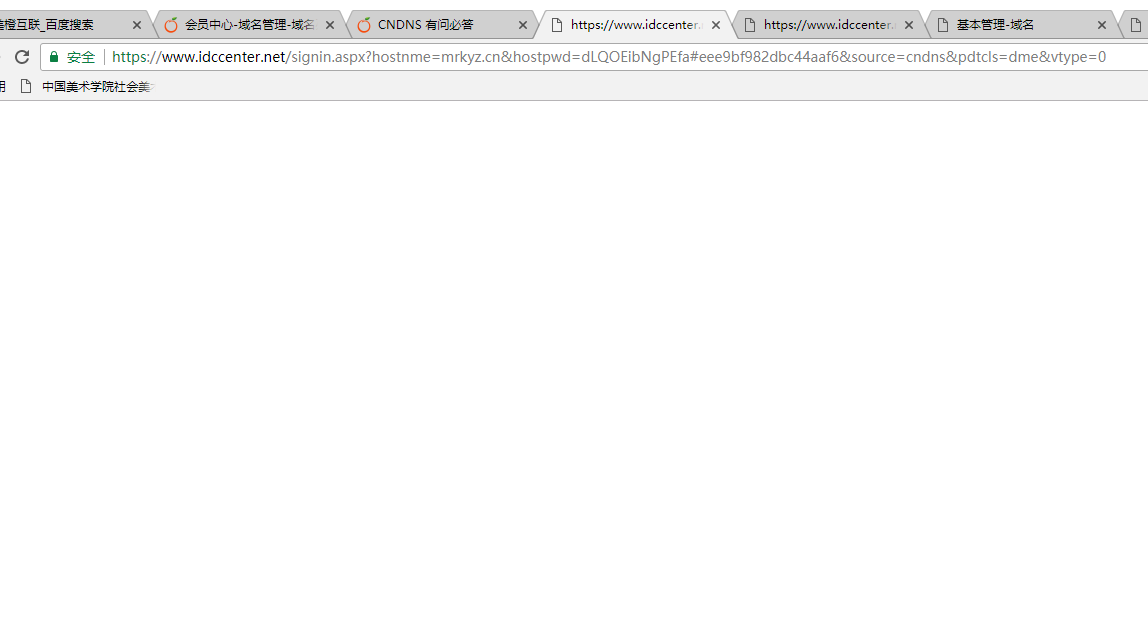 橙互联_百度搜索
会员中心-域名管理-域名
CNDNS 有问必答
https://www.idccenter.
https://www.idccenter.
基本管理-域名
安全
https://www.idccenter.net/signin.aspx?hostnme=mrkyz.cn&hostpwd=dLQOEibNgPEfa#eee9bf982dbc44aaf6&source=cndns&pdtcls=dme&vtype=0
用
中国美术学院社会美